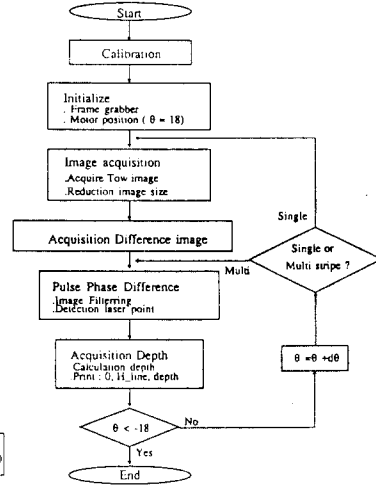 Start
Calibration
Initialize
. Frame grabber
. Motor position ( θ = 18)
Image acquisition
.Acquire Tow image
.Reduction image size
Single
Acquisition Difference image
Single or
Multi stripe ?
Multi
Pulse Phase Difference
.Image Filterring
.Detection laser point
Acquisition Depth
Calculation depth
Print : θ, H_line, depth
θ =θ +dθ
θ < -18
No
Yes
End